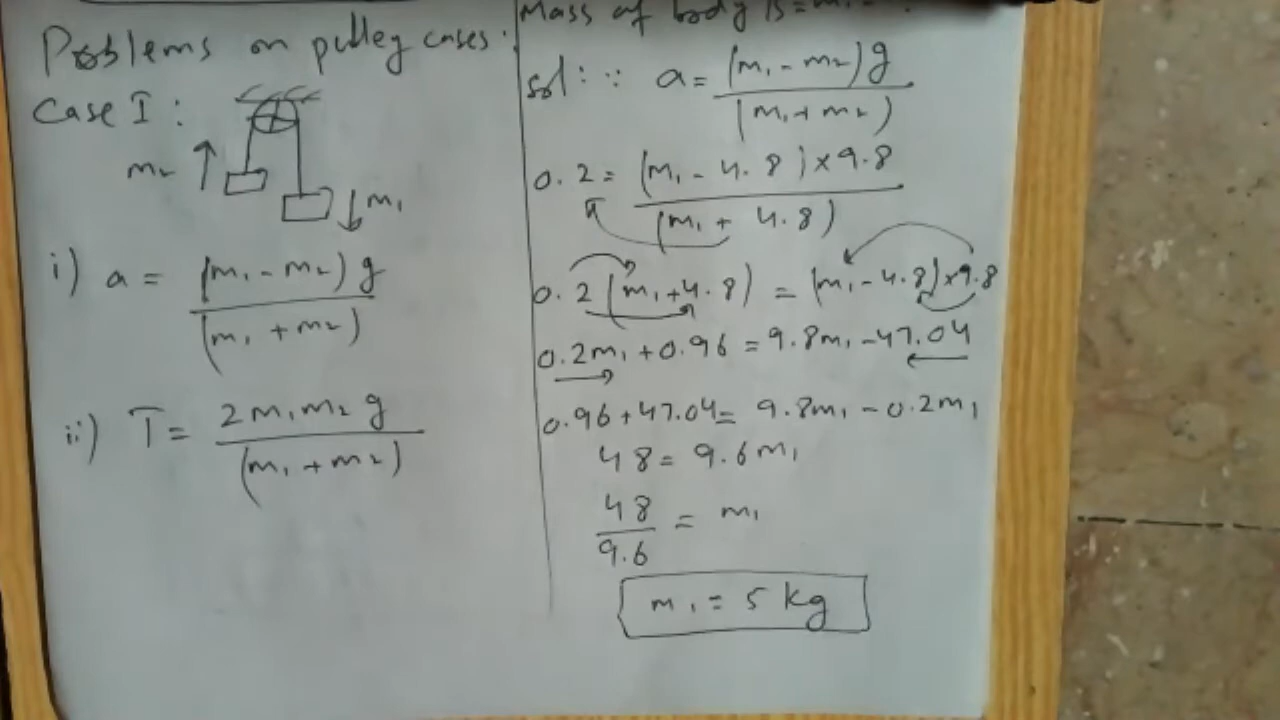 Problems on pulley cases.
Case I:
m₂
m₁
i) a = (m₁ - m₂) g / (m₁ + m₂)
ii) T = 2m₁m₂ g / (m₁ + m₂)
Mass of body is = m₁ = ?
sol: ∵ a = (m₁ - m₂) g / (m₁ + m₂)
0.2 = (m₁ - 4.8) × 9.8 / (m₁ + 4.8)
0.2 (m₁ + 4.8) = (m₁ - 4.8) × 9.8
0.2m₁ + 0.96 = 9.8m₁ - 47.04
0.96 + 47.04 = 9.8m₁ - 0.2m₁
48 = 9.6m₁
48 / 9.6 = m₁
m₁ = 5 kg